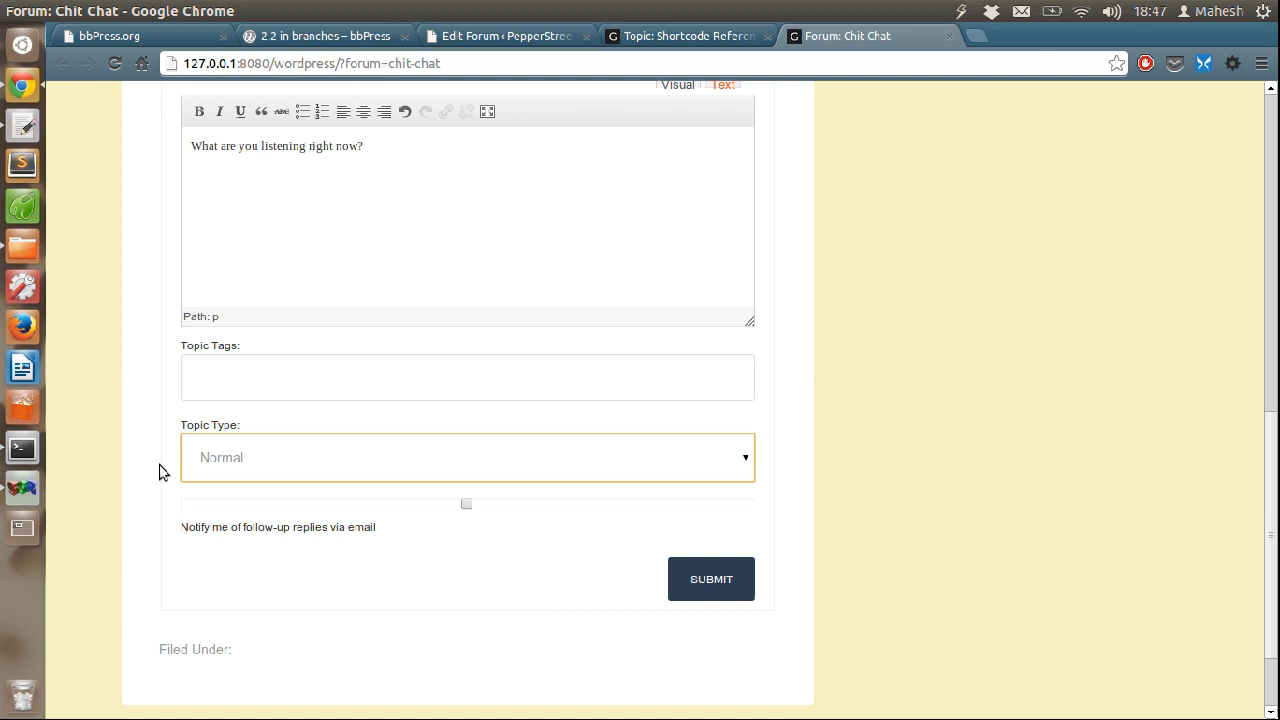 Forum: Chit Chat - Google Chrome
18:47 Mahesh
bbPress.org
2.2 in branches – bbPress
Edit Forum ‹ PepperStree
Topic: Shortcode Referen
Forum: Chit Chat
127.0.0.1:8080/wordpress/?forum=chit-chat
Visual Text
B I U ABC
What are you listening right now?
Path: p
Topic Tags:
Topic Type:
Normal
Notify me of follow-up replies via email
SUBMIT
Filed Under: